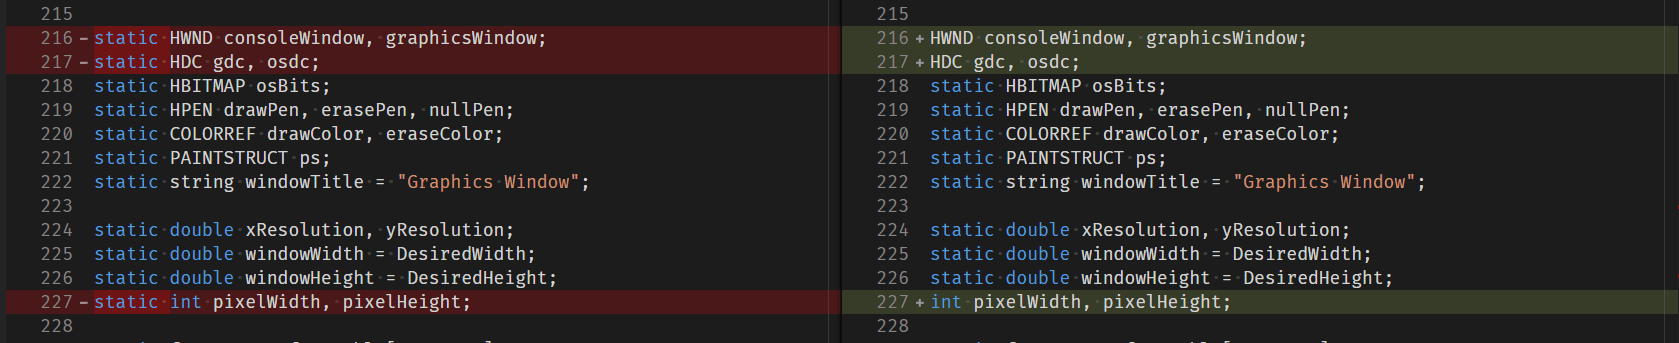 215
216 - static HWND consoleWindow, graphicsWindow;
217 - static HDC gdc, osdc;
218 static HBITMAP osBits;
219 static HPEN drawPen, erasePen, nullPen;
220 static COLORREF drawColor, eraseColor;
221 static PAINTSTRUCT ps;
222 static string windowTitle = "Graphics Window";
223
224 static double xResolution, yResolution;
225 static double windowWidth = DesiredWidth;
226 static double windowHeight = DesiredHeight;
227 - static int pixelWidth, pixelHeight;
228
215
216 + HWND consoleWindow, graphicsWindow;
217 + HDC gdc, osdc;
218 static HBITMAP osBits;
219 static HPEN drawPen, erasePen, nullPen;
220 static COLORREF drawColor, eraseColor;
221 static PAINTSTRUCT ps;
222 static string windowTitle = "Graphics Window";
223
224 static double xResolution, yResolution;
225 static double windowWidth = DesiredWidth;
226 static double windowHeight = DesiredHeight;
227 + int pixelWidth, pixelHeight;
228